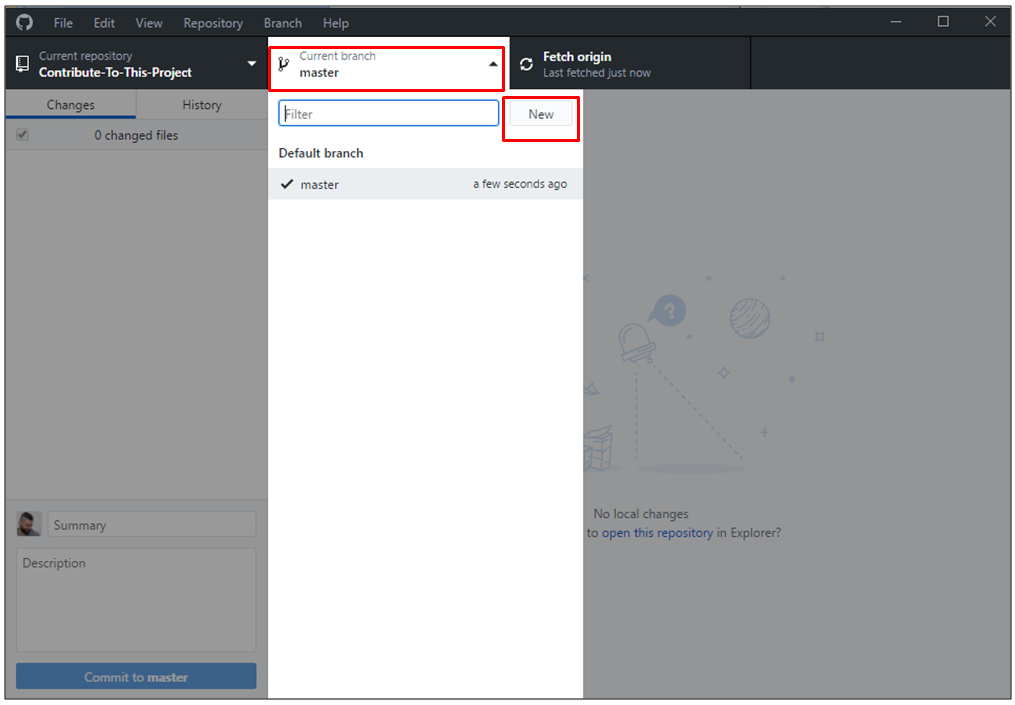 File Edit View Repository Branch Help
Current repository
Contribute-To-This-Project
Current branch
master
Fetch origin
Last fetched just now
Changes History
0 changed files
Filter
New
Default branch
master a few seconds ago
?
No local changes
to open this repository in Explorer?
Summary
Description
Commit to master